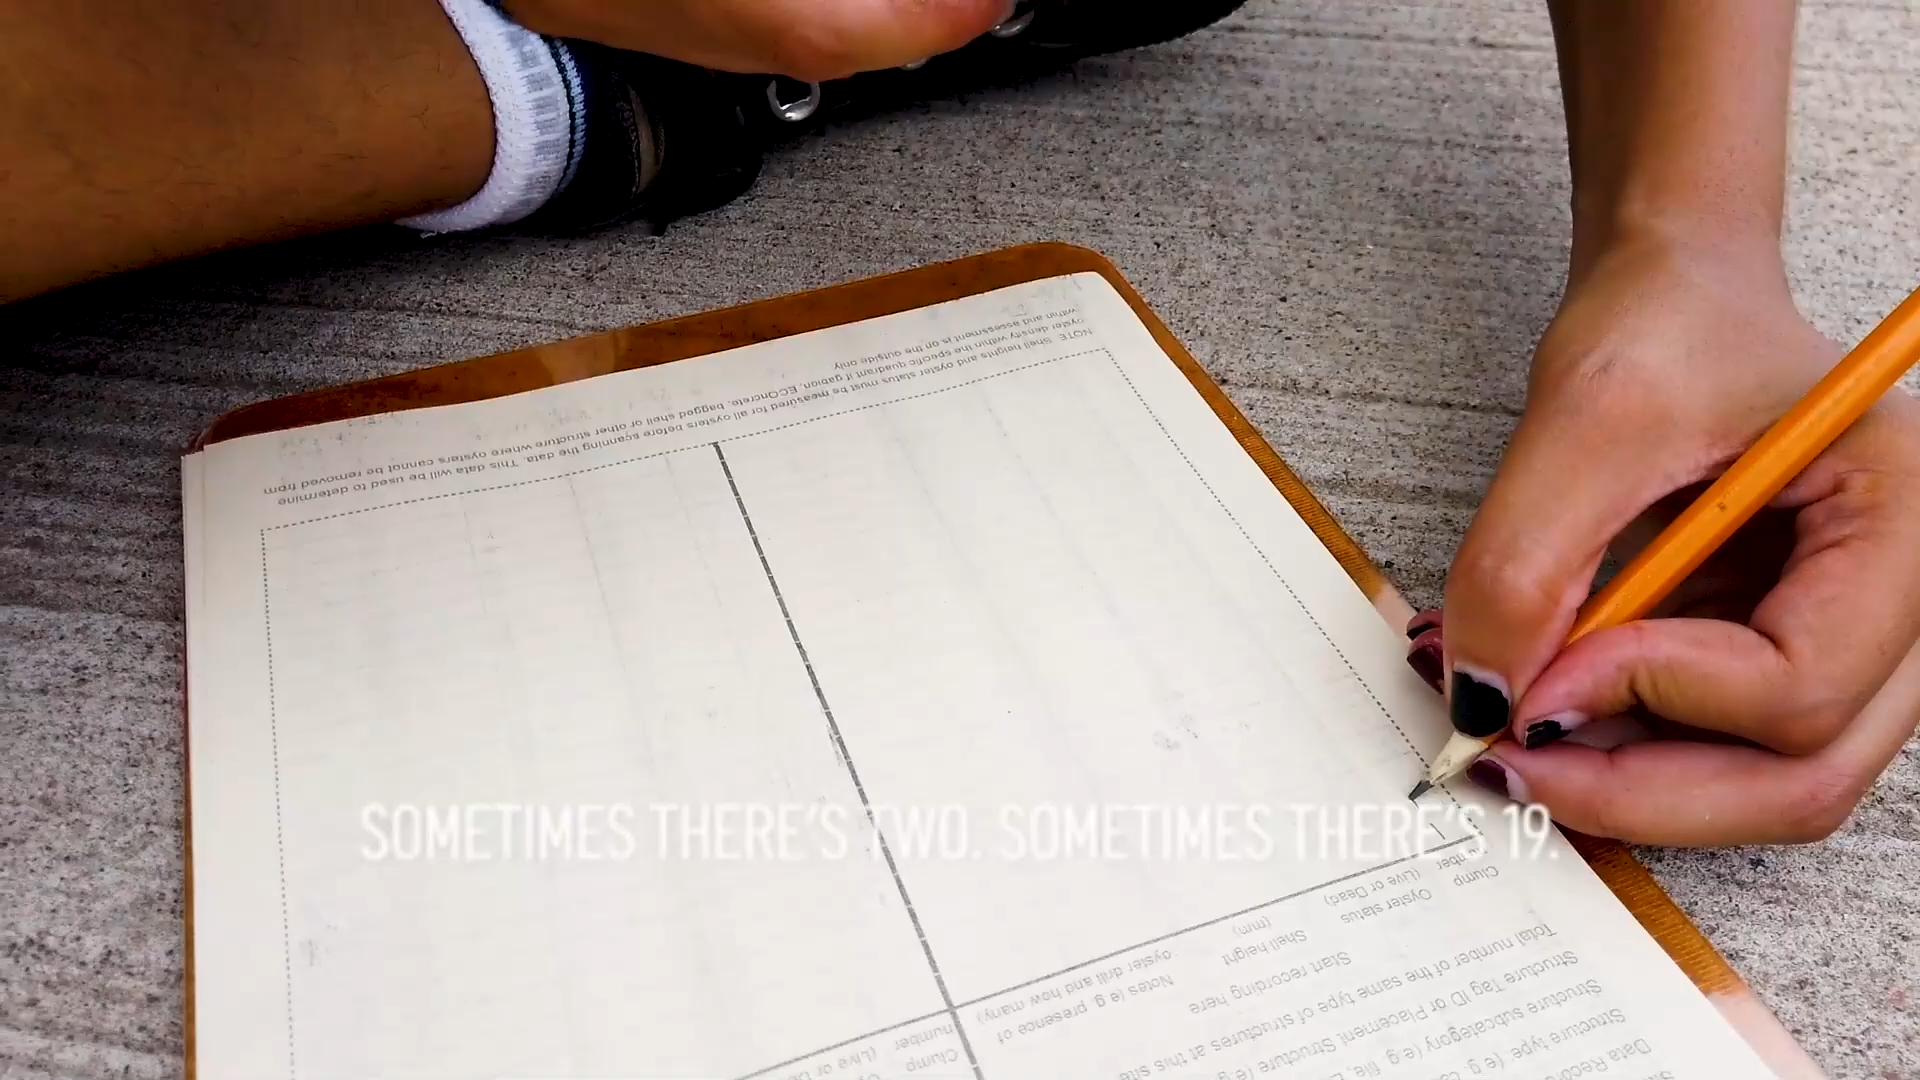 SOMETIMES THERE'S TWO. SOMETIMES THERE'S 19.
Data Recor
Structure type (e.g.
Structure subcategory (e.g.
Structure Tag ID or Placement Structure (e.g.
Total number of the same type of structures at this site
Start recording here
Clump
number
Oyster status
(Live or Dead)
Shell height
(mm)
Notes (e.g. presence of
oyster drill and how many)
Clump
number
(Live or De
1
NOTE: Shell heights and oyster status must be measured for all oysters before scanning the data. This data will be used to determine
oyster density within the specific quadrant if gabion, ECOncrete, bagged shell or other structure where oysters cannot be removed from
within and assessment is on the outside only